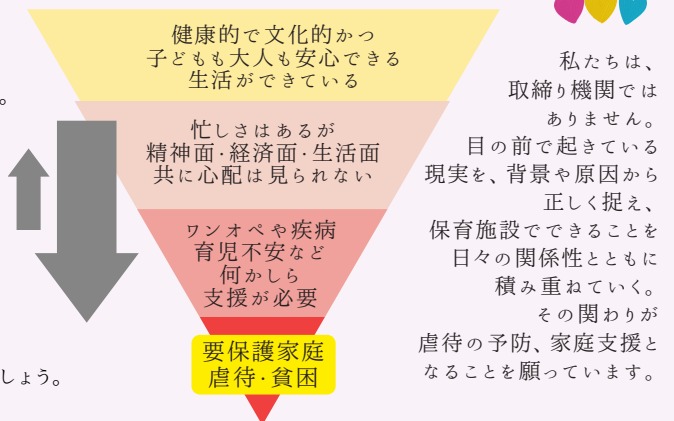 健康的で文化的かつ
子どもも大人も安心できる
生活ができている
忙しさはあるが
精神面·経済面·生活面
共に心配は見られない
ワンオペや疾病
育児不安など
何かしら
支援が必要
要保護家庭
虐待·貧困
私たちは、
取締り機関では
ありません。
目の前で起きている
現実を、背景や原因から
正しく捉え、
保育施設でできることを
日々の関係性とともに
積み重ねていく。
その関わりが
虐待の予防、家庭支援と
なることを願っています。
。
しょう。